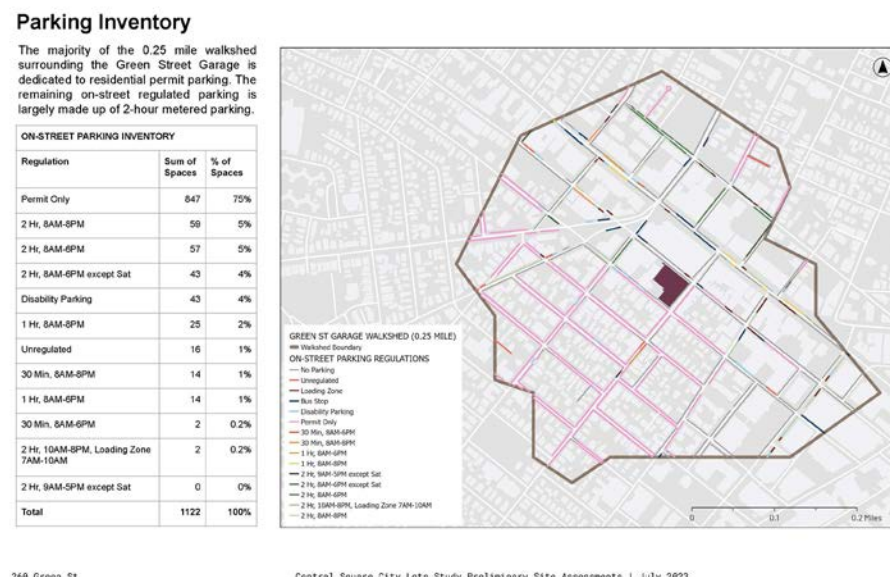 Parking Inventory
The majority of the 0.25 mile walkshed
surrounding the Green Street Garage is
dedicated to residential permit parking. The
remaining on-street regulated parking is
largely made up of 2-hour metered parking.
ON-STREET PARKING INVENTORY
Regulation Sum of Spaces % of Spaces
Permit Only 847 75%
2 Hr, 8AM-8PM 59 5%
2 Hr, 8AM-6PM 57 5%
2 Hr, 8AM-6PM except Sat 43 4%
Disability Parking 43 4%
1 Hr, 8AM-8PM 25 2%
Unregulated 16 1%
30 Min, 8AM-8PM 14 1%
1 Hr, 8AM-6PM 14 1%
30 Min, 8AM-6PM 2 0.2%
2 Hr, 10AM-8PM, Loading Zone 7AM-10AM 2 0.2%
2 Hr, 9AM-5PM except Sat 0 0%
Total 1122 100%
GREEN ST GARAGE WALKSHED (0.25 MILE)
Walkshed Boundary
ON-STREET PARKING REGULATIONS
No Parking
Unregulated
Loading Zone
Bus Stop
Disability Parking
Permit Only
30 Min, 8AM-6PM
30 Min, 8AM-8PM
1 Hr, 8AM-6PM
1 Hr, 8AM-8PM
2 Hr, 9AM-5PM except Sat
2 Hr, 8AM-6PM except Sat
2 Hr, 8AM-6PM
2 Hr, 10AM-8PM, Loading Zone 7AM-10AM
2 Hr, 8AM-8PM
0 0.1 0.2 Miles
260 Green St
Central Square City Lots Study Preliminary Site Assessments | July 2023